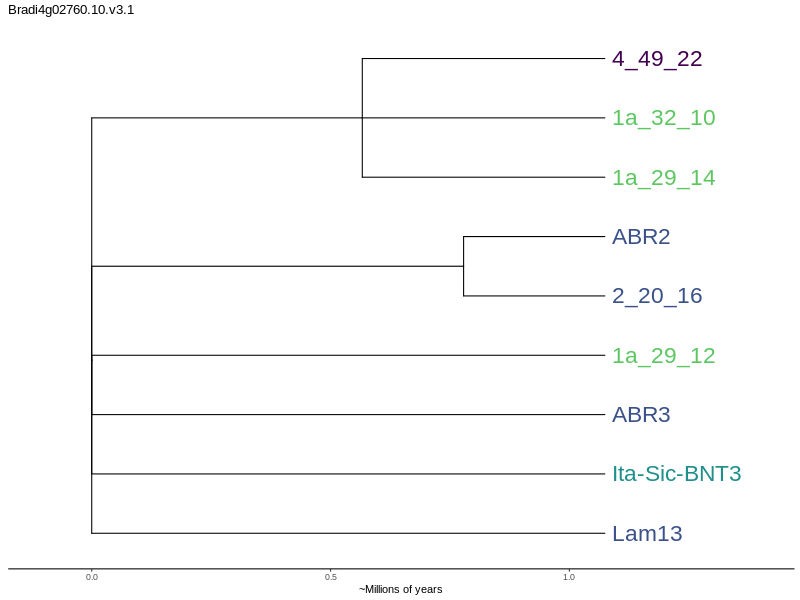 Bradi4g02760.10.v3.1
4_49_22
1a_32_10
1a_29_14
ABR2
2_20_16
1a_29_12
ABR3
Ita-Sic-BNT3
Lam13
0.0 0.5 1.0
~Millions of years